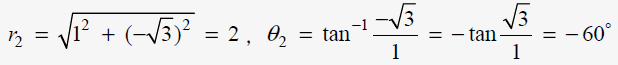 r₂ = √(1² + (−√3)²) = 2 , θ₂ = tan⁻¹ (−√3)/1 = − tan⁻ (√3)/1 = − 60°